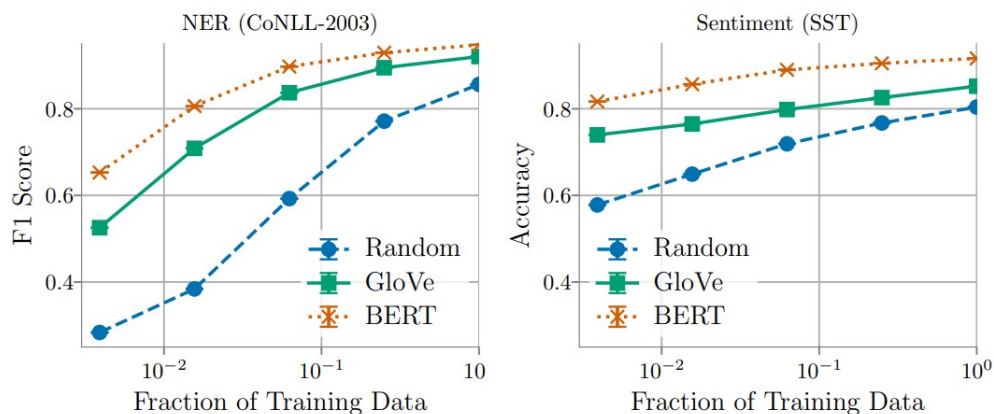 NER (CoNLL-2003)
F1 Score
0.8
0.6
0.4
Random
GloVe
BERT
10⁻²
10⁻¹
10
Fraction of Training Data
Sentiment (SST)
Accuracy
0.8
0.6
0.4
Random
GloVe
BERT
10⁻²
10⁻¹
10⁰
Fraction of Training Data